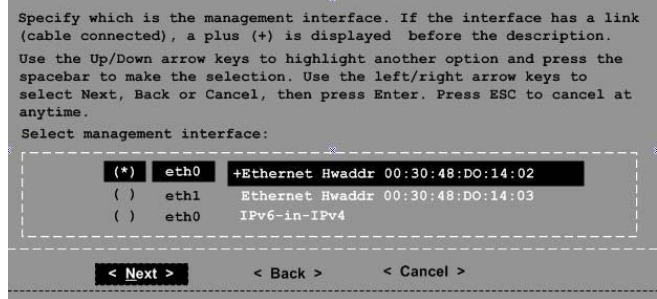 Specify which is the management interface. If the interface has a link
(cable connected), a plus (+) is displayed before the description.
Use the Up/Down arrow keys to highlight another option and press the
spacebar to make the selection. Use the left/right arrow keys to
select Next, Back or Cancel, then press Enter. Press ESC to cancel at
anytime.
Select management interface:
(*) eth0 +Ethernet Hwaddr 00:30:48:DO:14:02
( ) eth1 Ethernet Hwaddr 00:30:48:DO:14:03
( ) eth0 IPv6-in-IPv4
< Next > < Back > < Cancel >